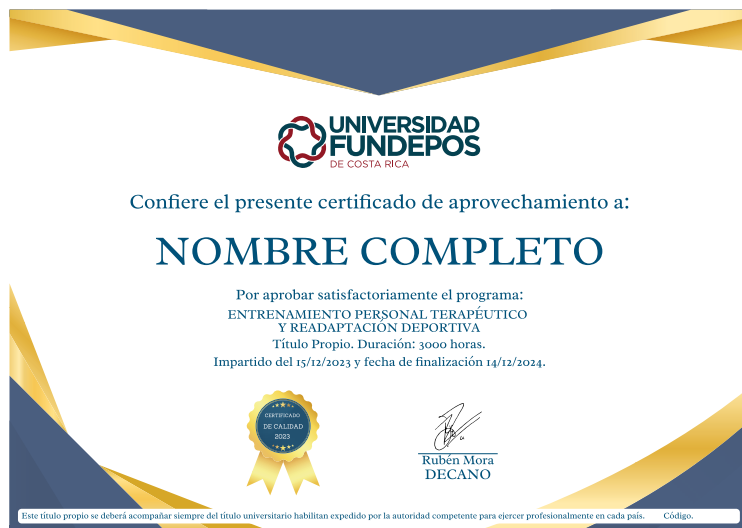 UNIVERSIDAD
FUNDEPOS
DE COSTA RICA
Confiere el presente certificado de aprovechamiento a:
NOMBRE COMPLETO
Por aprobar satisfactoriamente el programa:
ENTRENAMIENTO PERSONAL TERAPÉUTICO
Y READAPTACIÓN DEPORTIVA
Título Propio. Duración: 3000 horas.
Impartido del 15/12/2023 y fecha de finalización 14/12/2024.
CERTIFICADO
DE CALIDAD
2023
Rubén Mora
DECANO
Este título propio se deberá acompañar siempre del título universitario habilitan expedido por la autoridad competente para ejercer profesionalmente en cada país. Código.